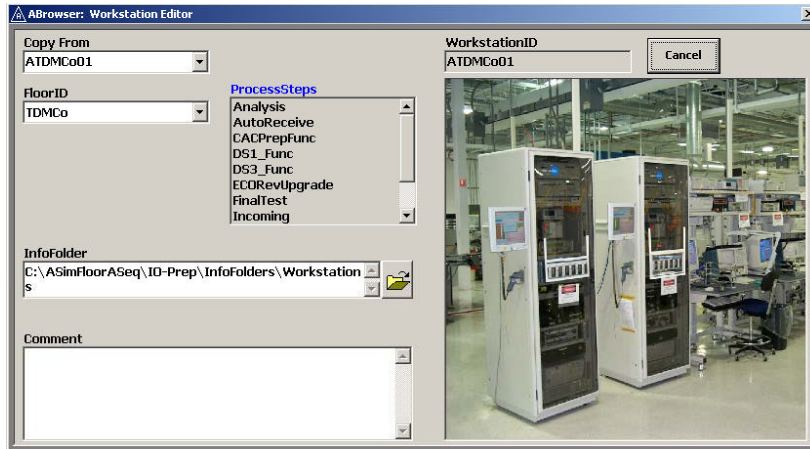 ABrowser: Workstation Editor
Copy From
ATDMCo01
WorkstationID
ATDMCo01
Cancel
FloorID
TDMCo
ProcessSteps
Analysis
AutoReceive
CACPrepFunc
DS1_Func
DS3_Func
ECORevUpgrade
FinalTest
Incoming
InfoFolder
C:\ASimFloorASeq\IO-Prep\InfoFolders\Workstation
s
Comment